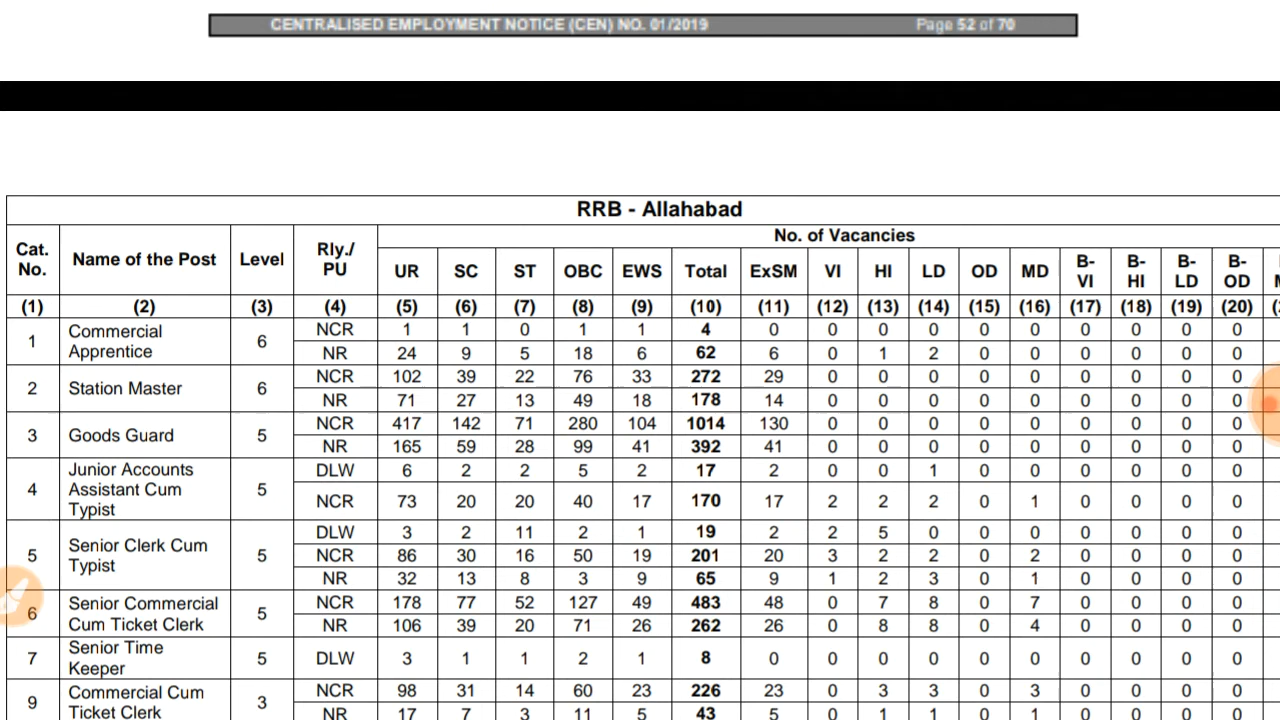 CENTRALISED EMPLOYMENT NOTICE (CEN) NO. 01/2019 Page 52 of 70
RRB - Allahabad
Cat. No. Name of the Post Level Rly./ PU No. of Vacancies
UR SC ST OBC EWS Total ExSM VI HI LD OD MD B-VI B-HI B-LD B-OD
(1) (2) (3) (4) (5) (6) (7) (8) (9) (10) (11) (12) (13) (14) (15) (16) (17) (18) (19) (20)
1 Commercial Apprentice 6 NCR 1 1 0 1 1 4 0 0 0 0 0 0 0 0 0 0
NR 24 9 5 18 6 62 6 0 1 2 0 0 0 0 0 0
2 Station Master 6 NCR 102 39 22 76 33 272 29 0 0 0 0 0 0 0 0 0
NR 71 27 13 49 18 178 14 0 0 0 0 0 0 0 0 0
3 Goods Guard 5 NCR 417 142 71 280 104 1014 130 0 0 0 0 0 0 0 0 0
NR 165 59 28 99 41 392 41 0 0 0 0 0 0 0 0 0
4 Junior Accounts Assistant Cum Typist 5 DLW 6 2 2 5 2 17 2 0 0 1 0 0 0 0 0 0
NCR 73 20 20 40 17 170 17 2 2 2 0 1 0 0 0 0
5 Senior Clerk Cum Typist 5 DLW 3 2 11 2 1 19 2 2 5 0 0 0 0 0 0 0
NCR 86 30 16 50 19 201 20 3 2 2 0 2 0 0 0 0
NR 32 13 8 3 9 65 9 1 2 3 0 1 0 0 0 0
6 Senior Commercial Cum Ticket Clerk 5 NCR 178 77 52 127 49 483 48 0 7 8 0 7 0 0 0 0
NR 106 39 20 71 26 262 26 0 8 8 0 4 0 0 0 0
7 Senior Time Keeper 5 DLW 3 1 1 2 1 8 0 0 0 0 0 0 0 0 0 0
9 Commercial Cum Ticket Clerk 3 NCR 98 31 14 60 23 226 23 0 3 3 0 3 0 0 0 0
NR 17 7 3 11 5 43 5 0 1 1 0 1 0 0 0 0